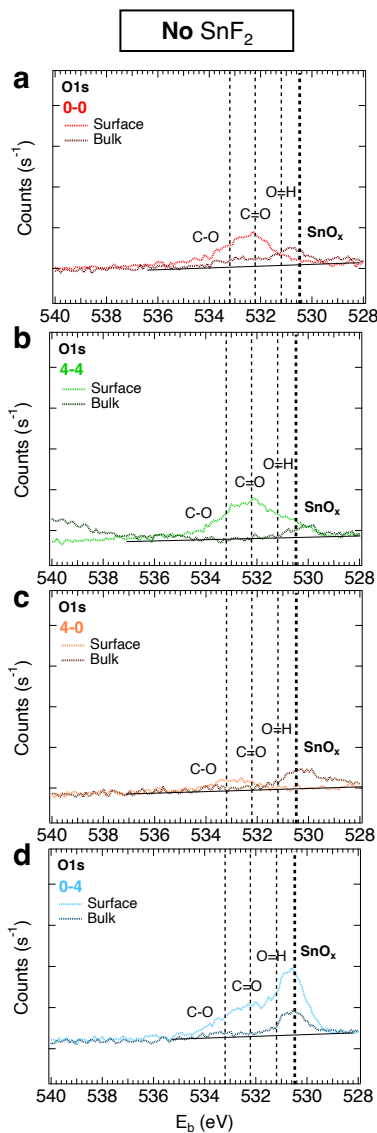 No SnF₂
a
O1s
0-0
Surface
Bulk
C-O
C=O
O=H
SnOₓ
Counts (s⁻¹)
540 538 536 534 532 530 528
b
O1s
4-4
Surface
Bulk
C-O
C=O
O=H
SnOₓ
Counts (s⁻¹)
540 538 536 534 532 530 528
c
O1s
4-0
Surface
Bulk
C-O
C=O
O=H
SnOₓ
Counts (s⁻¹)
540 538 536 534 532 530 528
d
O1s
0-4
Surface
Bulk
C-O
C=O
O=H
SnOₓ
Counts (s⁻¹)
540 538 536 534 532 530 528
E_b (eV)